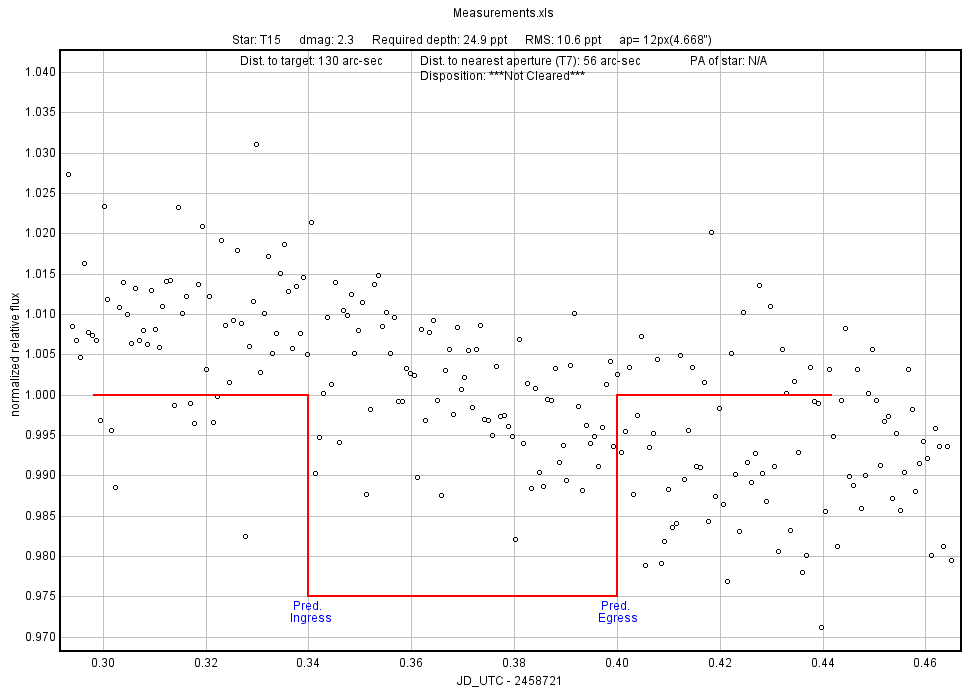 Measurements.xls
Star: T15 dmag: 2.3 Required depth: 24.9 ppt RMS: 10.6 ppt ap= 12px(4.668")
Dist. to target: 130 arc-sec Dist. to nearest aperture (T7): 56 arc-sec PA of star: N/A
Disposition: ***Not Cleared***
normalized relative flux
1.040
1.035
1.030
1.025
1.020
1.015
1.010
1.005
1.000
0.995
0.990
0.985
0.980
0.975
0.970
Pred. Ingress
Pred. Egress
0.30 0.32 0.34 0.36 0.38 0.40 0.42 0.44 0.46
JD_UTC - 2458721